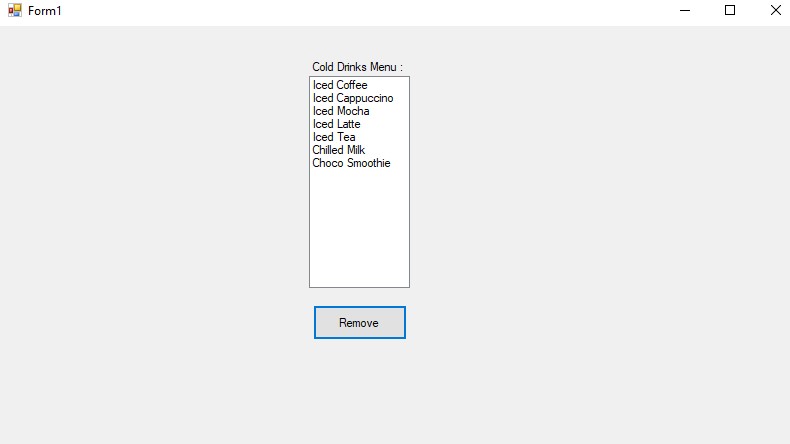 Form1
Cold Drinks Menu :
Iced Coffee
Iced Cappuccino
Iced Mocha
Iced Latte
Iced Tea
Chilled Milk
Choco Smoothie
Remove